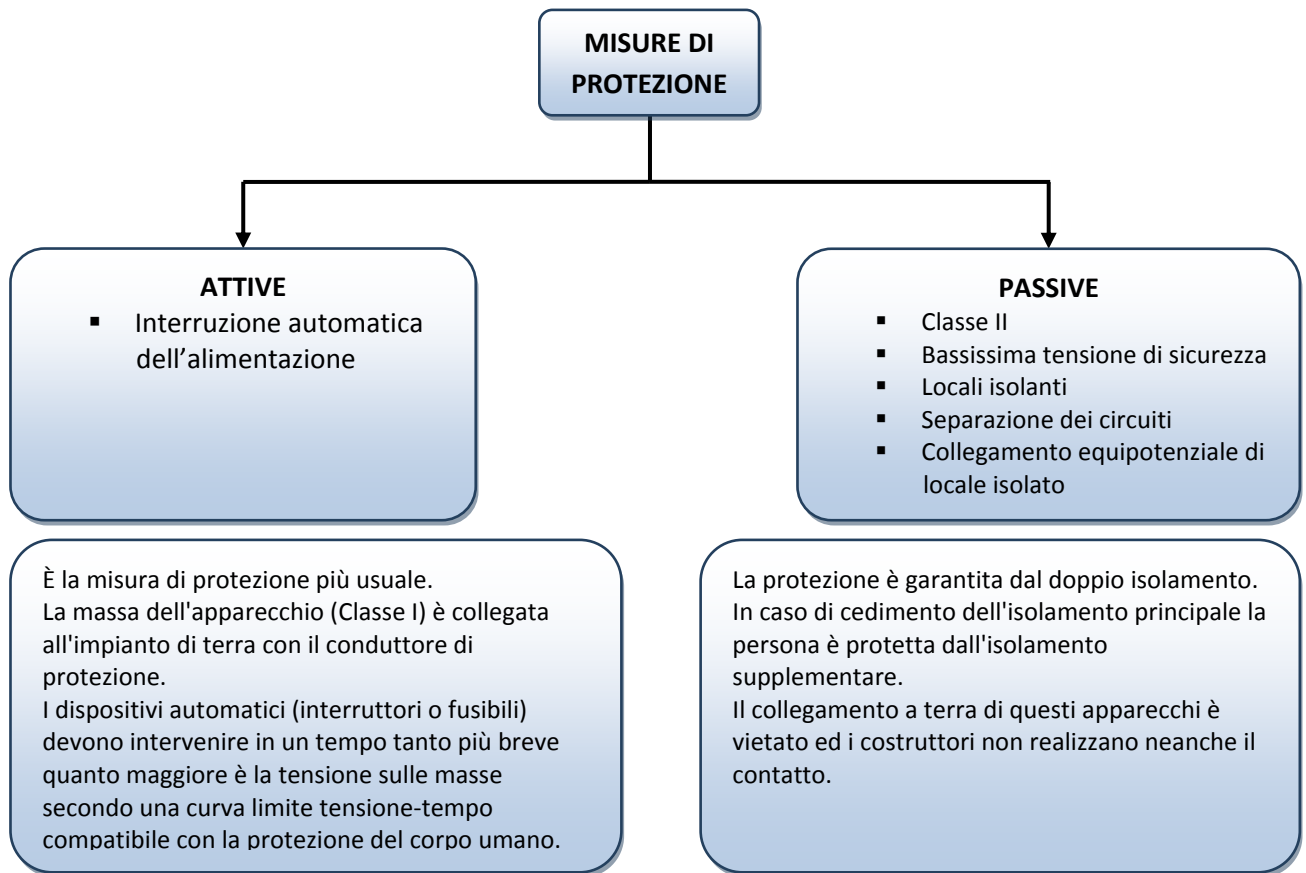 MISURE DI
PROTEZIONE
ATTIVE
▪ Interruzione automatica
dell’alimentazione
PASSIVE
▪ Classe II
▪ Bassissima tensione di sicurezza
▪ Locali isolanti
▪ Separazione dei circuiti
▪ Collegamento equipotenziale di
locale isolato
È la misura di protezione più usuale.
La massa dell'apparecchio (Classe I) è collegata
all'impianto di terra con il conduttore di
protezione.
I dispositivi automatici (interruttori o fusibili)
devono intervenire in un tempo tanto più breve
quanto maggiore è la tensione sulle masse
secondo una curva limite tensione-tempo
compatibile con la protezione del corpo umano.
La protezione è garantita dal doppio isolamento.
In caso di cedimento dell'isolamento principale la
persona è protetta dall'isolamento
supplementare.
Il collegamento a terra di questi apparecchi è
vietato ed i costruttori non realizzano neanche il
contatto.